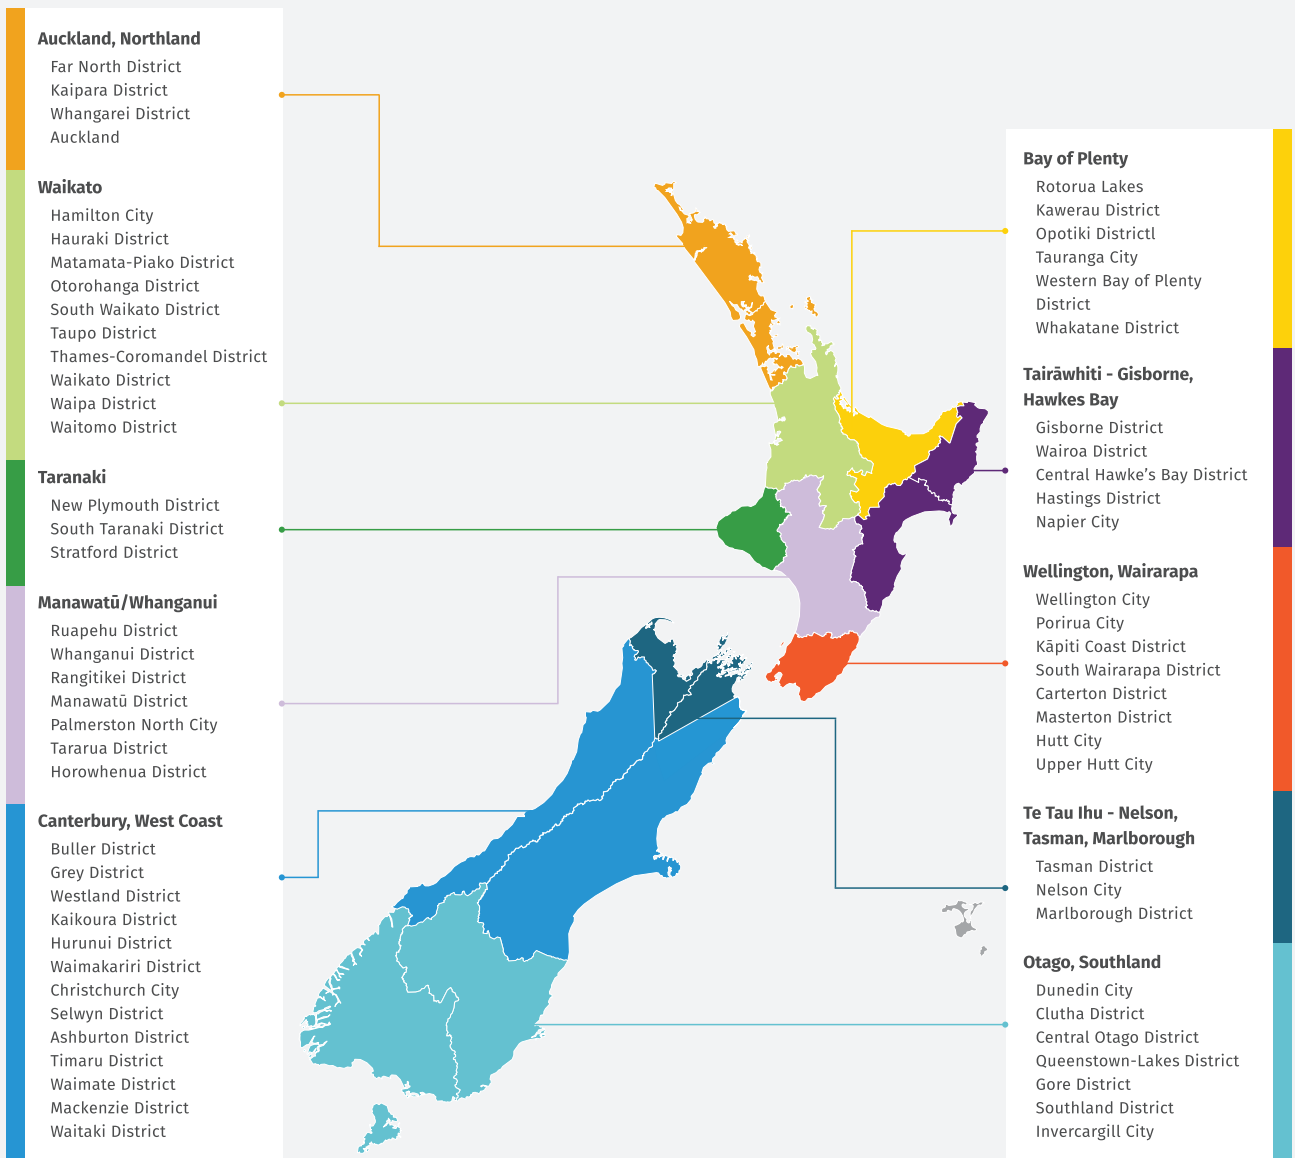 Auckland, Northland
Far North District
Kaipara District
Whangarei District
Auckland
Waikato
Hamilton City
Hauraki District
Matamata-Piako District
Otorohanga District
South Waikato District
Taupo District
Thames-Coromandel District
Waikato District
Waipa District
Waitomo District
Taranaki
New Plymouth District
South Taranaki District
Stratford District
Manawatū/Whanganui
Ruapehu District
Whanganui District
Rangitikei District
Manawatū District
Palmerston North City
Tararua District
Horowhenua District
Canterbury, West Coast
Buller District
Grey District
Westland District
Kaikoura District
Hurunui District
Waimakariri District
Christchurch City
Selwyn District
Ashburton District
Timaru District
Waimate District
Mackenzie District
Waitaki District
Bay of Plenty
Rotorua Lakes
Kawerau District
Opotiki Districtl
Tauranga City
Western Bay of Plenty
District
Whakatane District
Tairāwhiti - Gisborne,
Hawkes Bay
Gisborne District
Wairoa District
Central Hawke’s Bay District
Hastings District
Napier City
Wellington, Wairarapa
Wellington City
Porirua City
Kāpiti Coast District
South Wairarapa District
Carterton District
Masterton District
Hutt City
Upper Hutt City
Te Tau Ihu - Nelson,
Tasman, Marlborough
Tasman District
Nelson City
Marlborough District
Otago, Southland
Dunedin City
Clutha District
Central Otago District
Queenstown-Lakes District
Gore District
Southland District
Invercargill City